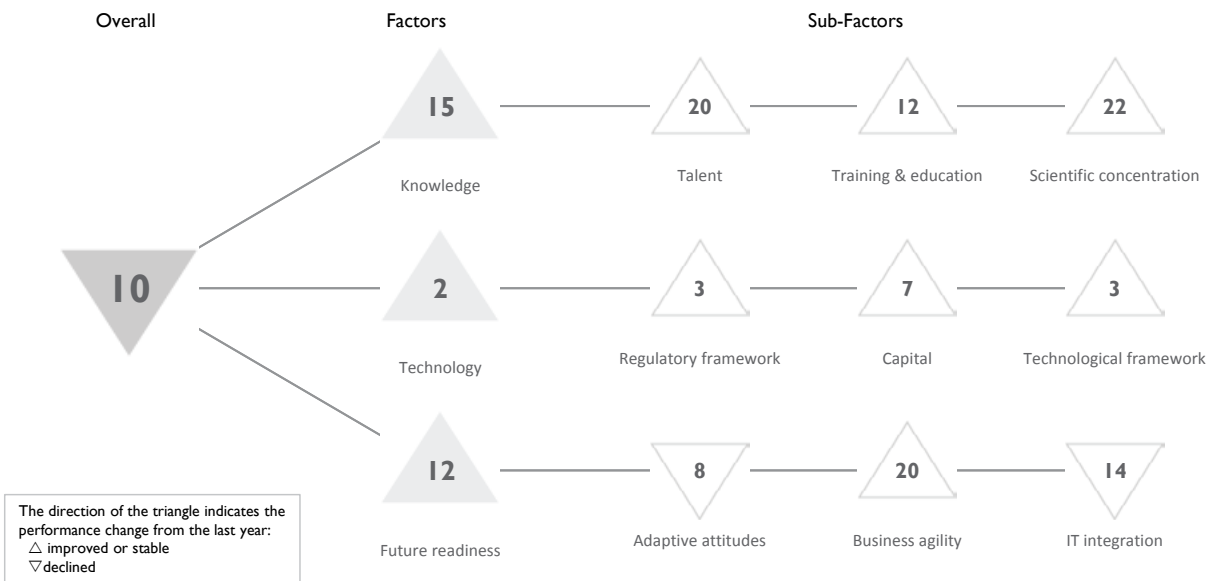 Overall Factors Sub-Factors
15 20 12 22
Knowledge Talent Training & education Scientific concentration
10 2 3 7 3
Technology Regulatory framework Capital Technological framework
12 8 20 14
Future readiness Adaptive attitudes Business agility IT integration
The direction of the triangle indicates the
performance change from the last year:
△ improved or stable
▽declined